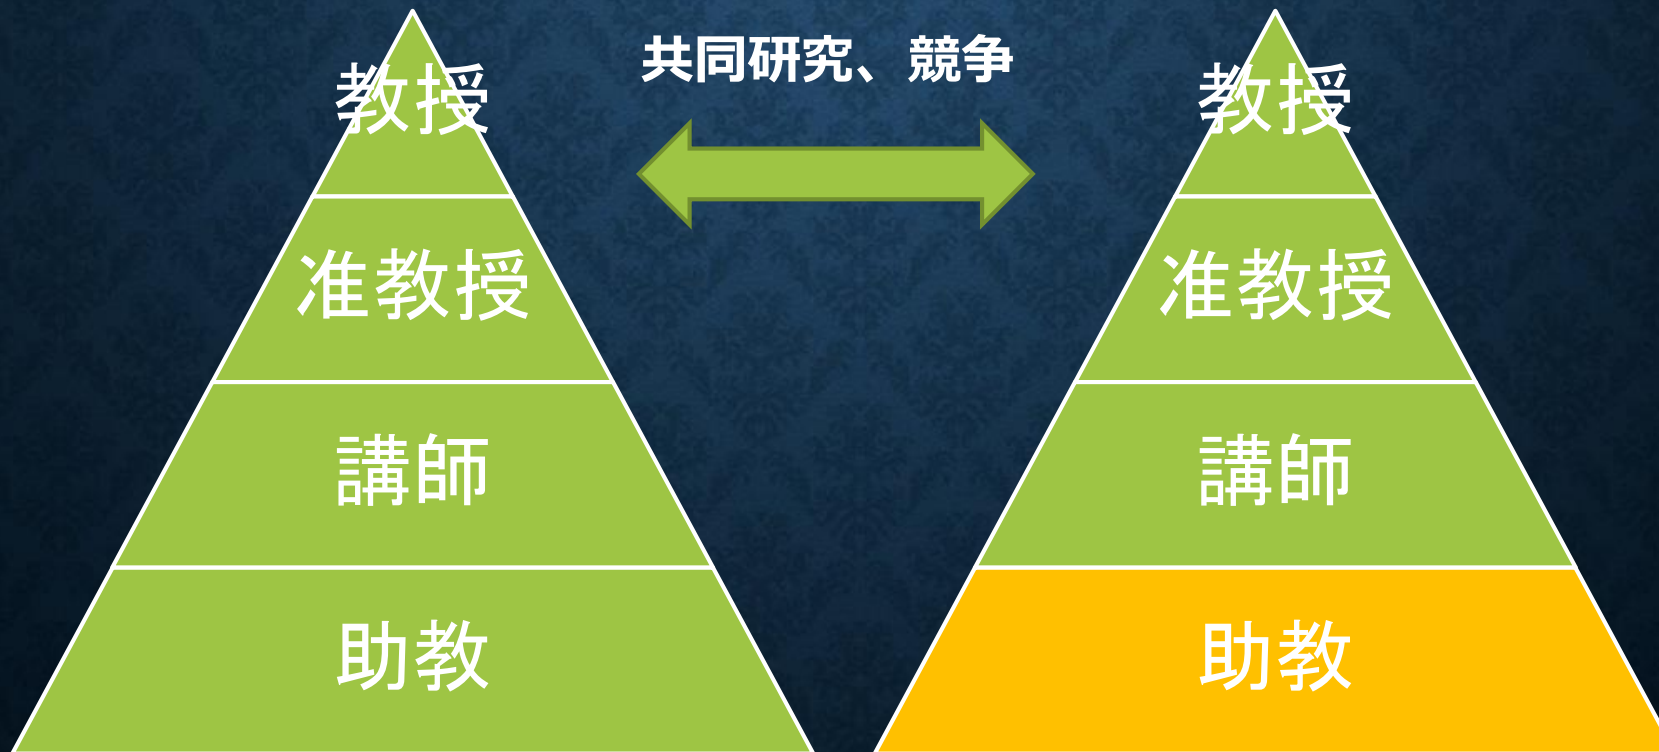 共同研究、競争
教授
准教授
講師
助教
教授
准教授
講師
助教